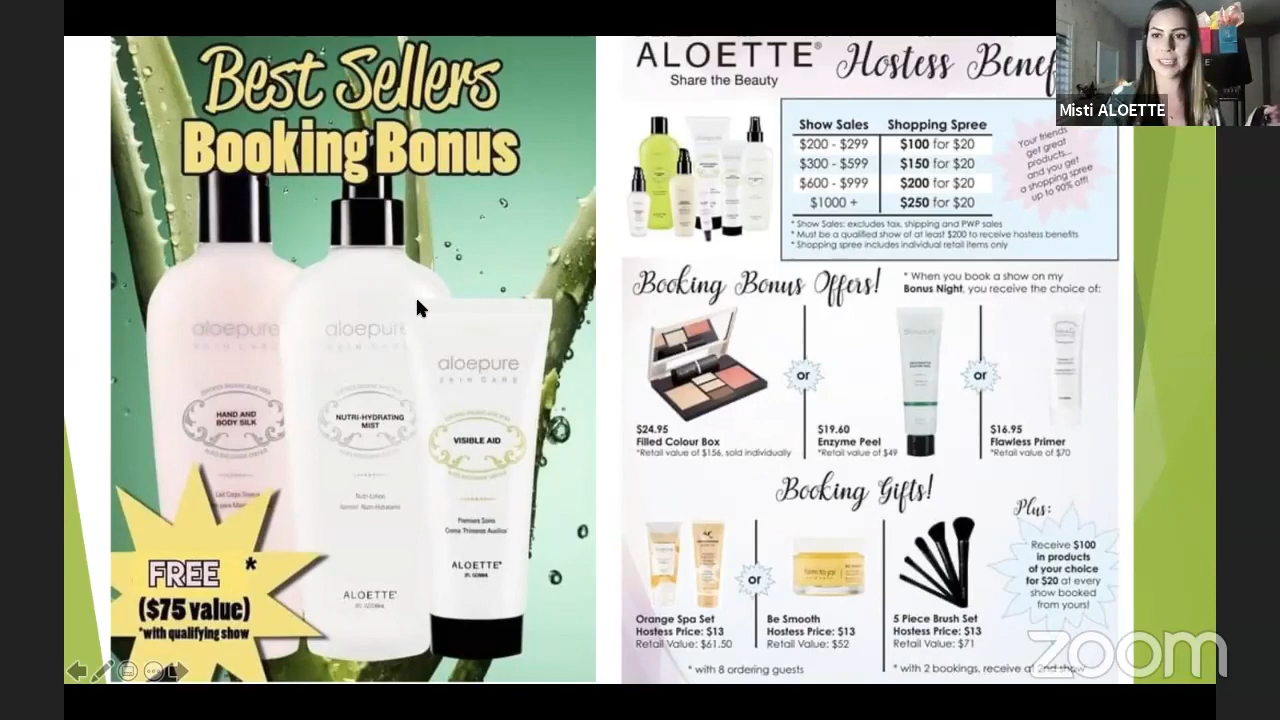 Best Sellers
Booking Bonus
aloepure
SKIN CARE
HAND AND
BODY SILK
aloepure
SKIN CARE
NUTRI-HYDRATING
MIST
Nutri-Lotion
aloepure
SKIN CARE
VISIBLE AID
Premiers Soins
ALOETTE
ALOETTE
FREE *
($75 value)
*with qualifying show
ALOETTE®
Share the Beauty
Hostess Benef
Misti ALOETTE
Show Sales Shopping Spree
$200 - $299 $100 for $20
$300 - $599 $150 for $20
$600 - $999 $200 for $20
$1000 + $250 for $20
* Show Sales: excludes tax, shipping and PWP sales
* Must be a qualified show of at least $200 to receive hostess benefits
* Shopping spree includes individual retail items only
Your friends
get great
products...
and you get
a shopping spree
up to 90% off!
Booking Bonus Offers!
* When you book a show on my
Bonus Night, you receive the choice of:
or
or
$24.95
Filled Colour Box
*Retail value of $156, sold individually
$19.60
Enzyme Peel
*Retail value of $49
$16.95
Flawless Primer
*Retail value of $70
Booking Gifts!
or
Orange Spa Set
Hostess Price: $13
Retail Value: $61.50
Be Smooth
Hostess Price: $13
Retail Value: $52
5 Piece Brush Set
Hostess Price: $13
Retail Value: $71
* with 8 ordering guests
* with 2 bookings, receive at 2nd show
Plus:
Receive $100
in products
of your choice
for $20 at every
show booked
from yours!
zoom